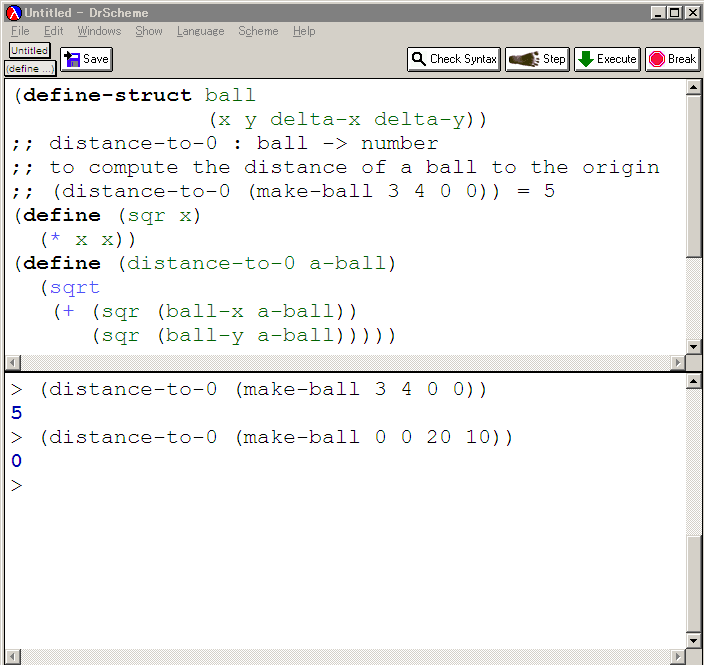 Untitled - DrScheme
File Edit Windows Show Language Scheme Help
Untitled
(define ...)
Save
Check Syntax
Step
Execute
Break
(define-struct ball
(x y delta-x delta-y))
;; distance-to-0 : ball -> number
;; to compute the distance of a ball to the origin
;; (distance-to-0 (make-ball 3 4 0 0)) = 5
(define (sqr x)
(* x x))
(define (distance-to-0 a-ball)
(sqrt
(+ (sqr (ball-x a-ball))
(sqr (ball-y a-ball)))))
> (distance-to-0 (make-ball 3 4 0 0))
5
> (distance-to-0 (make-ball 0 0 20 10))
0
>